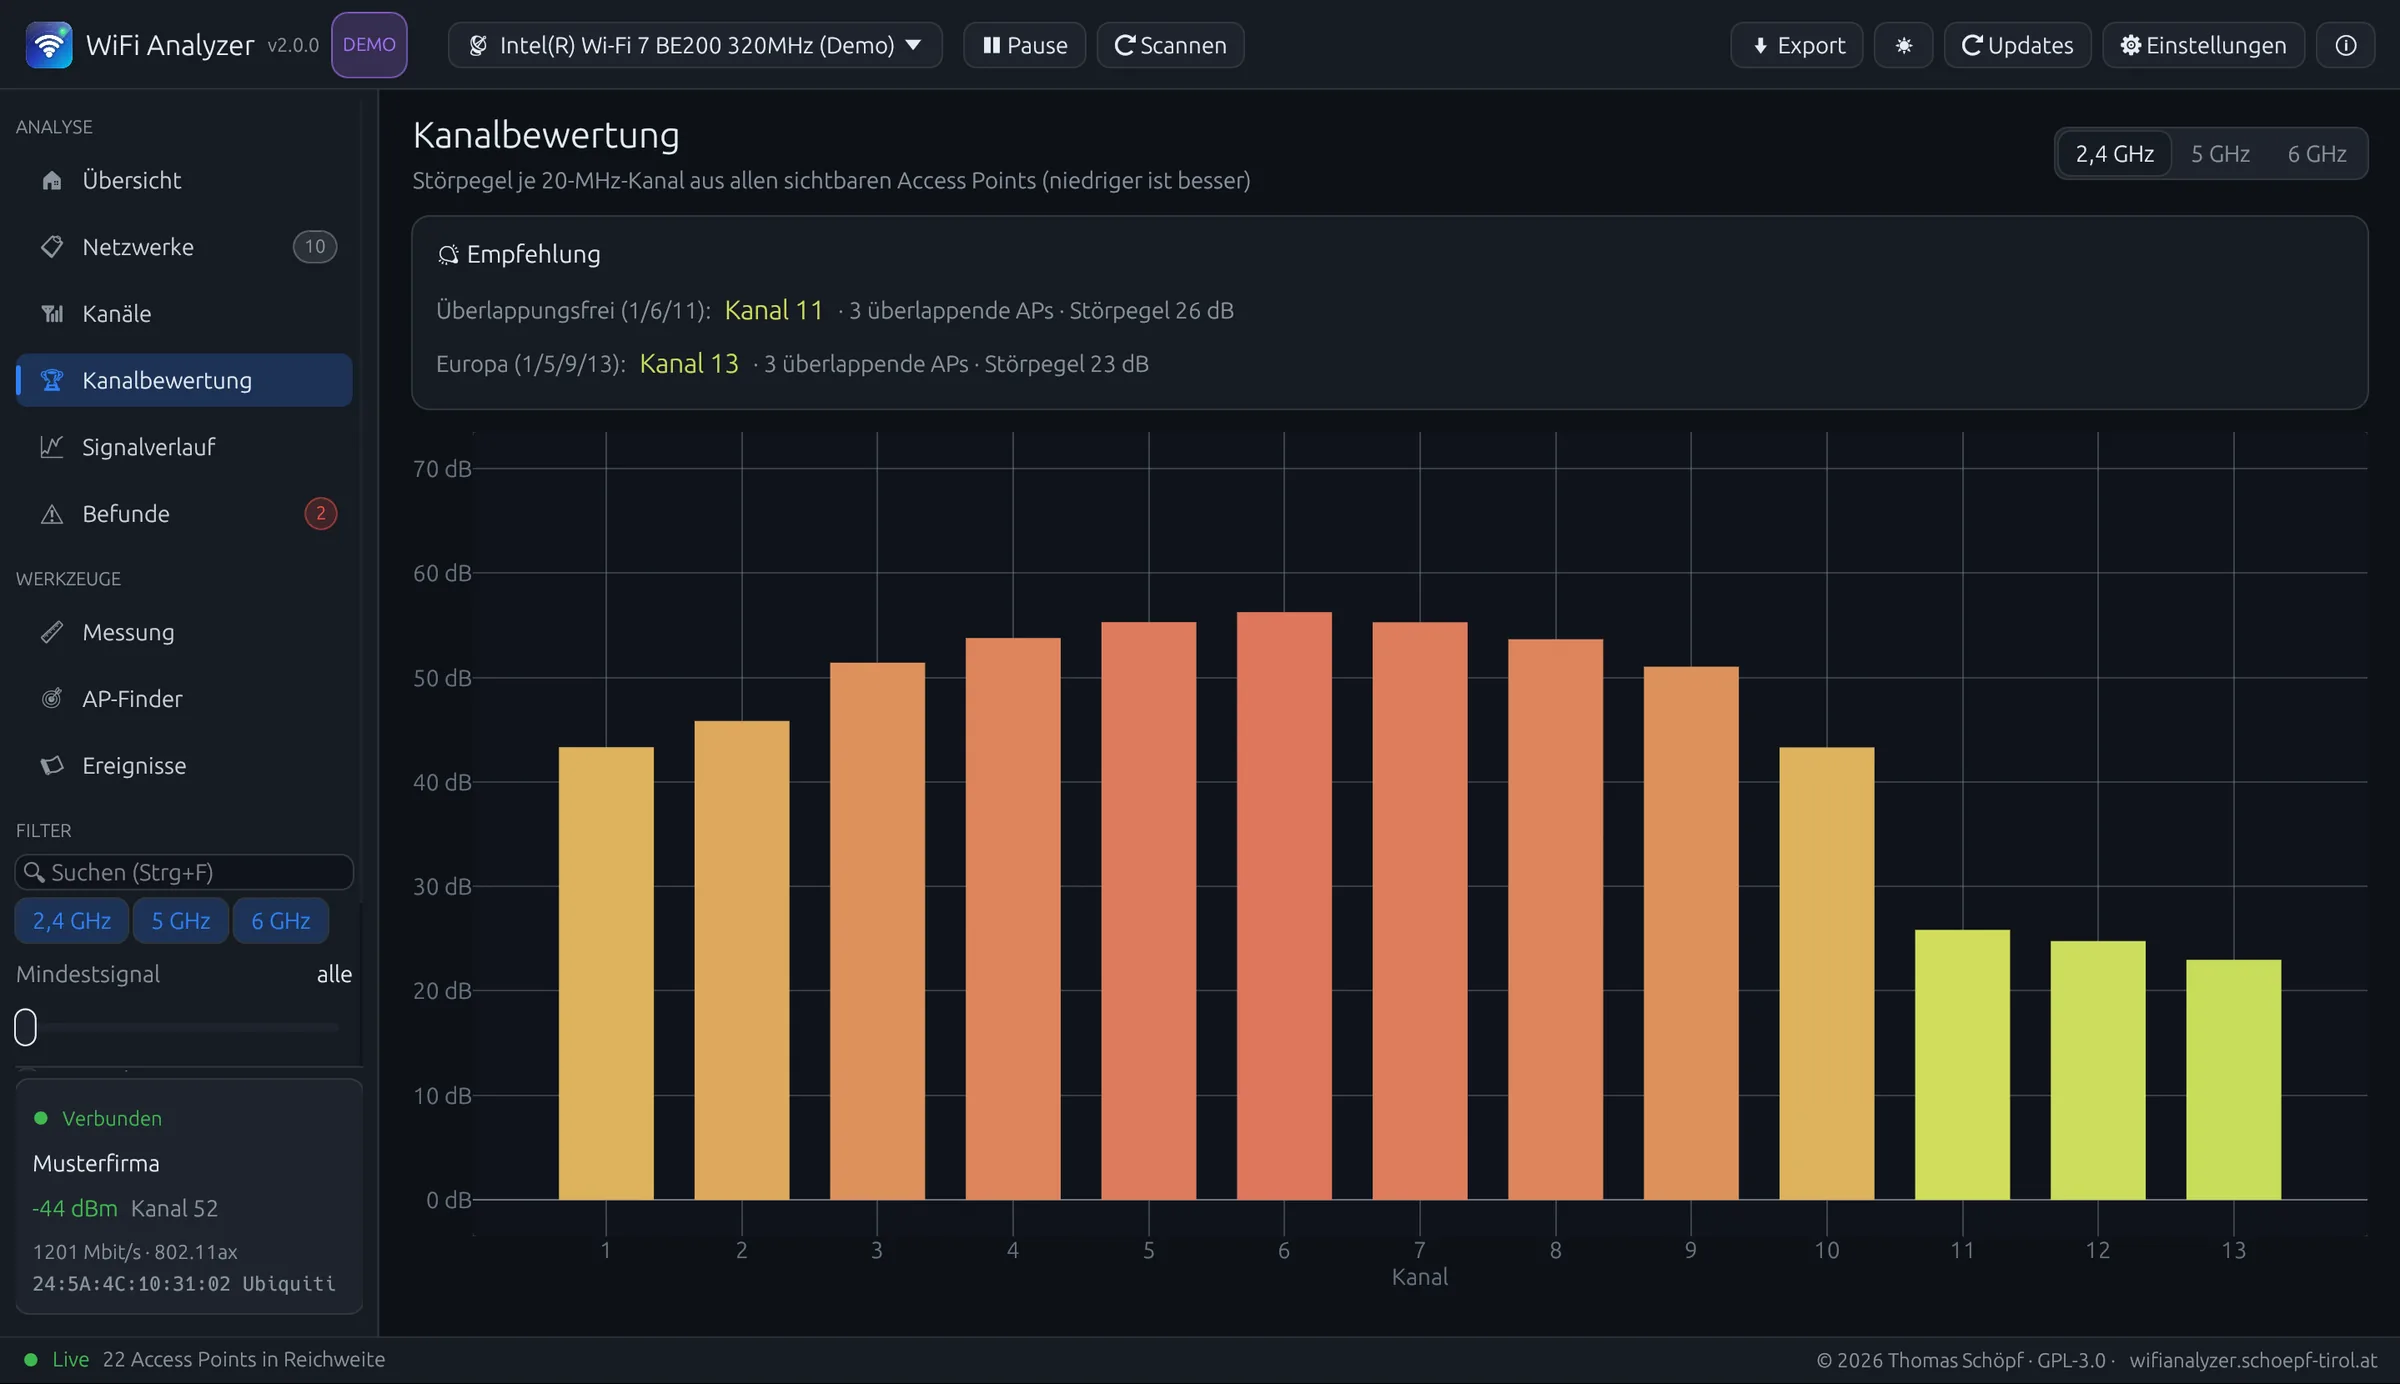 WiFi Analyzer v2.0.0 DEMO Intel(R) Wi-Fi 7 BE200 320MHz (Demo) Pause Scannen Export Updates Einstellungen
ANALYSE
Übersicht
Netzwerke 10
Kanäle
Kanalbewertung
Signalverlauf
Befunde 2
WERKZEUGE
Messung
AP-Finder
Ereignisse
FILTER
Suchen (Strg+F)
2,4 GHz 5 GHz 6 GHz
Mindestsignal alle
Verbunden
Musterfirma
-44 dBm Kanal 52
1201 Mbit/s · 802.11ax
24:5A:4C:10:31:02 Ubiquiti
Kanalbewertung
Störpegel je 20-MHz-Kanal aus allen sichtbaren Access Points (niedriger ist besser)
2,4 GHz 5 GHz 6 GHz
Empfehlung
Überlappungsfrei (1/6/11): Kanal 11 · 3 überlappende APs · Störpegel 26 dB
Europa (1/5/9/13): Kanal 13 · 3 überlappende APs · Störpegel 23 dB
70 dB
60 dB
50 dB
40 dB
30 dB
20 dB
10 dB
0 dB
1 2 3 4 5 6 7 8 9 10 11 12 13
Kanal
Live 22 Access Points in Reichweite
© 2026 Thomas Schöpf · GPL-3.0 · wifianalyzer.schoepf-tirol.at